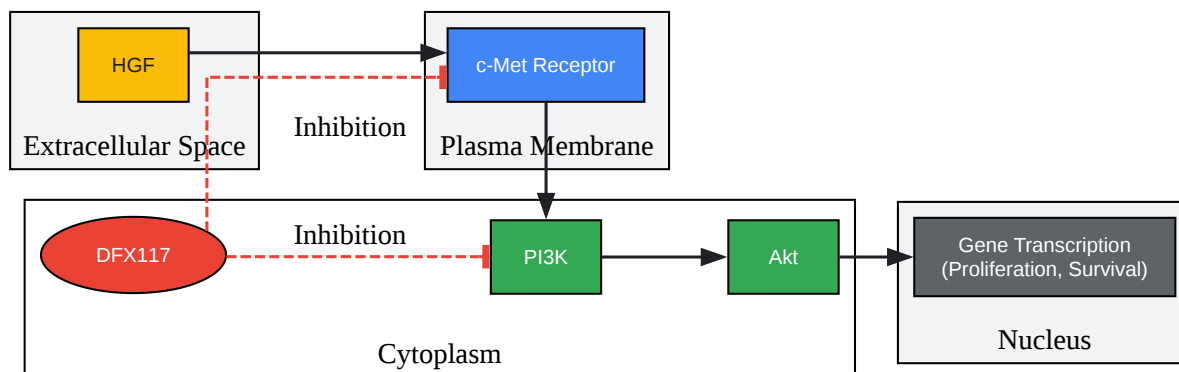 HGF
c-Met Receptor
Inhibition
Extracellular Space
Plasma Membrane
DFX117
Inhibition
PI3K
Akt
Gene Transcription
(Proliferation, Survival)
Cytoplasm
Nucleus